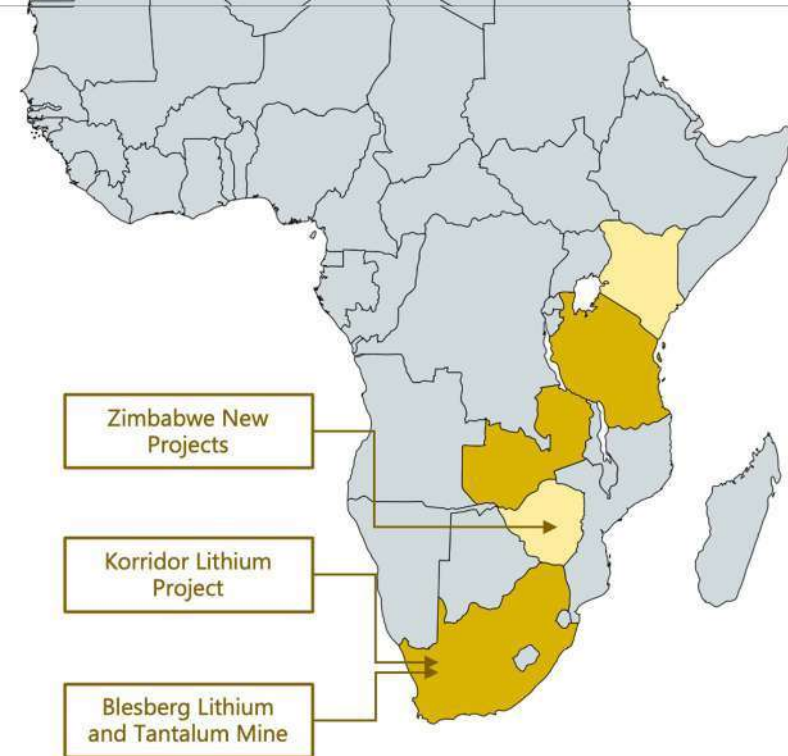 Zimbabwe New
Projects
Korridor Lithium
Project
Blesberg Lithium
and Tantalum Mine